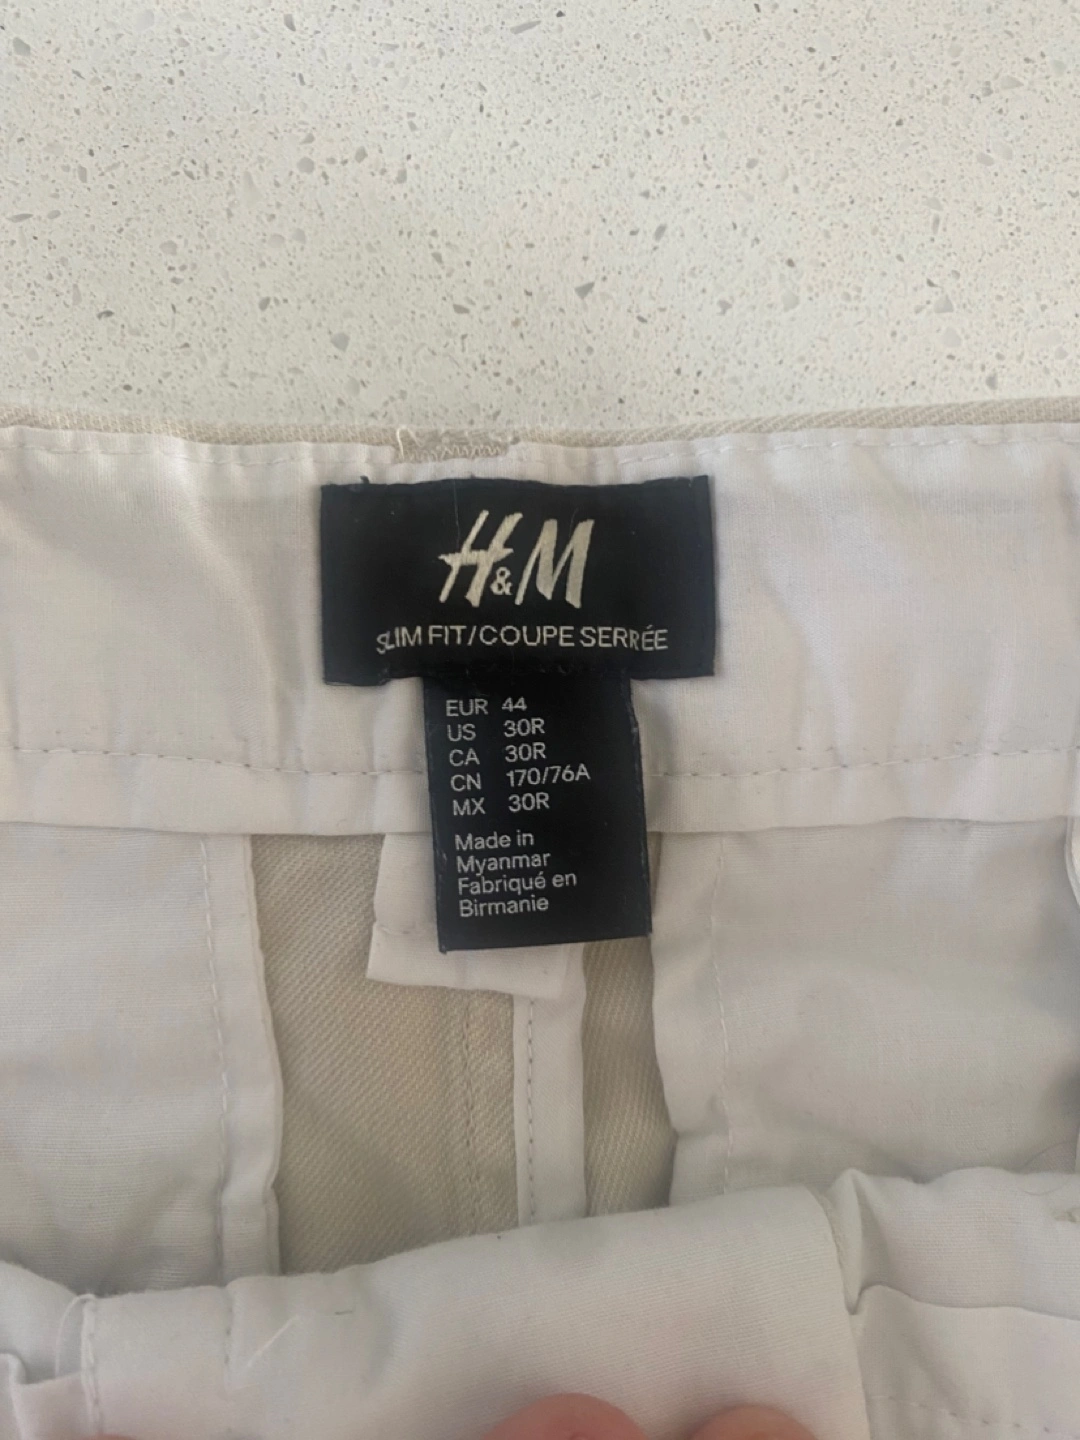 H&M
SLIM FIT/COUPE SERRÉE
EUR 44
US 30R
CA 30R
CN 170/76A
MX 30R
Made in
Myanmar
Fabriqué en
Birmanie